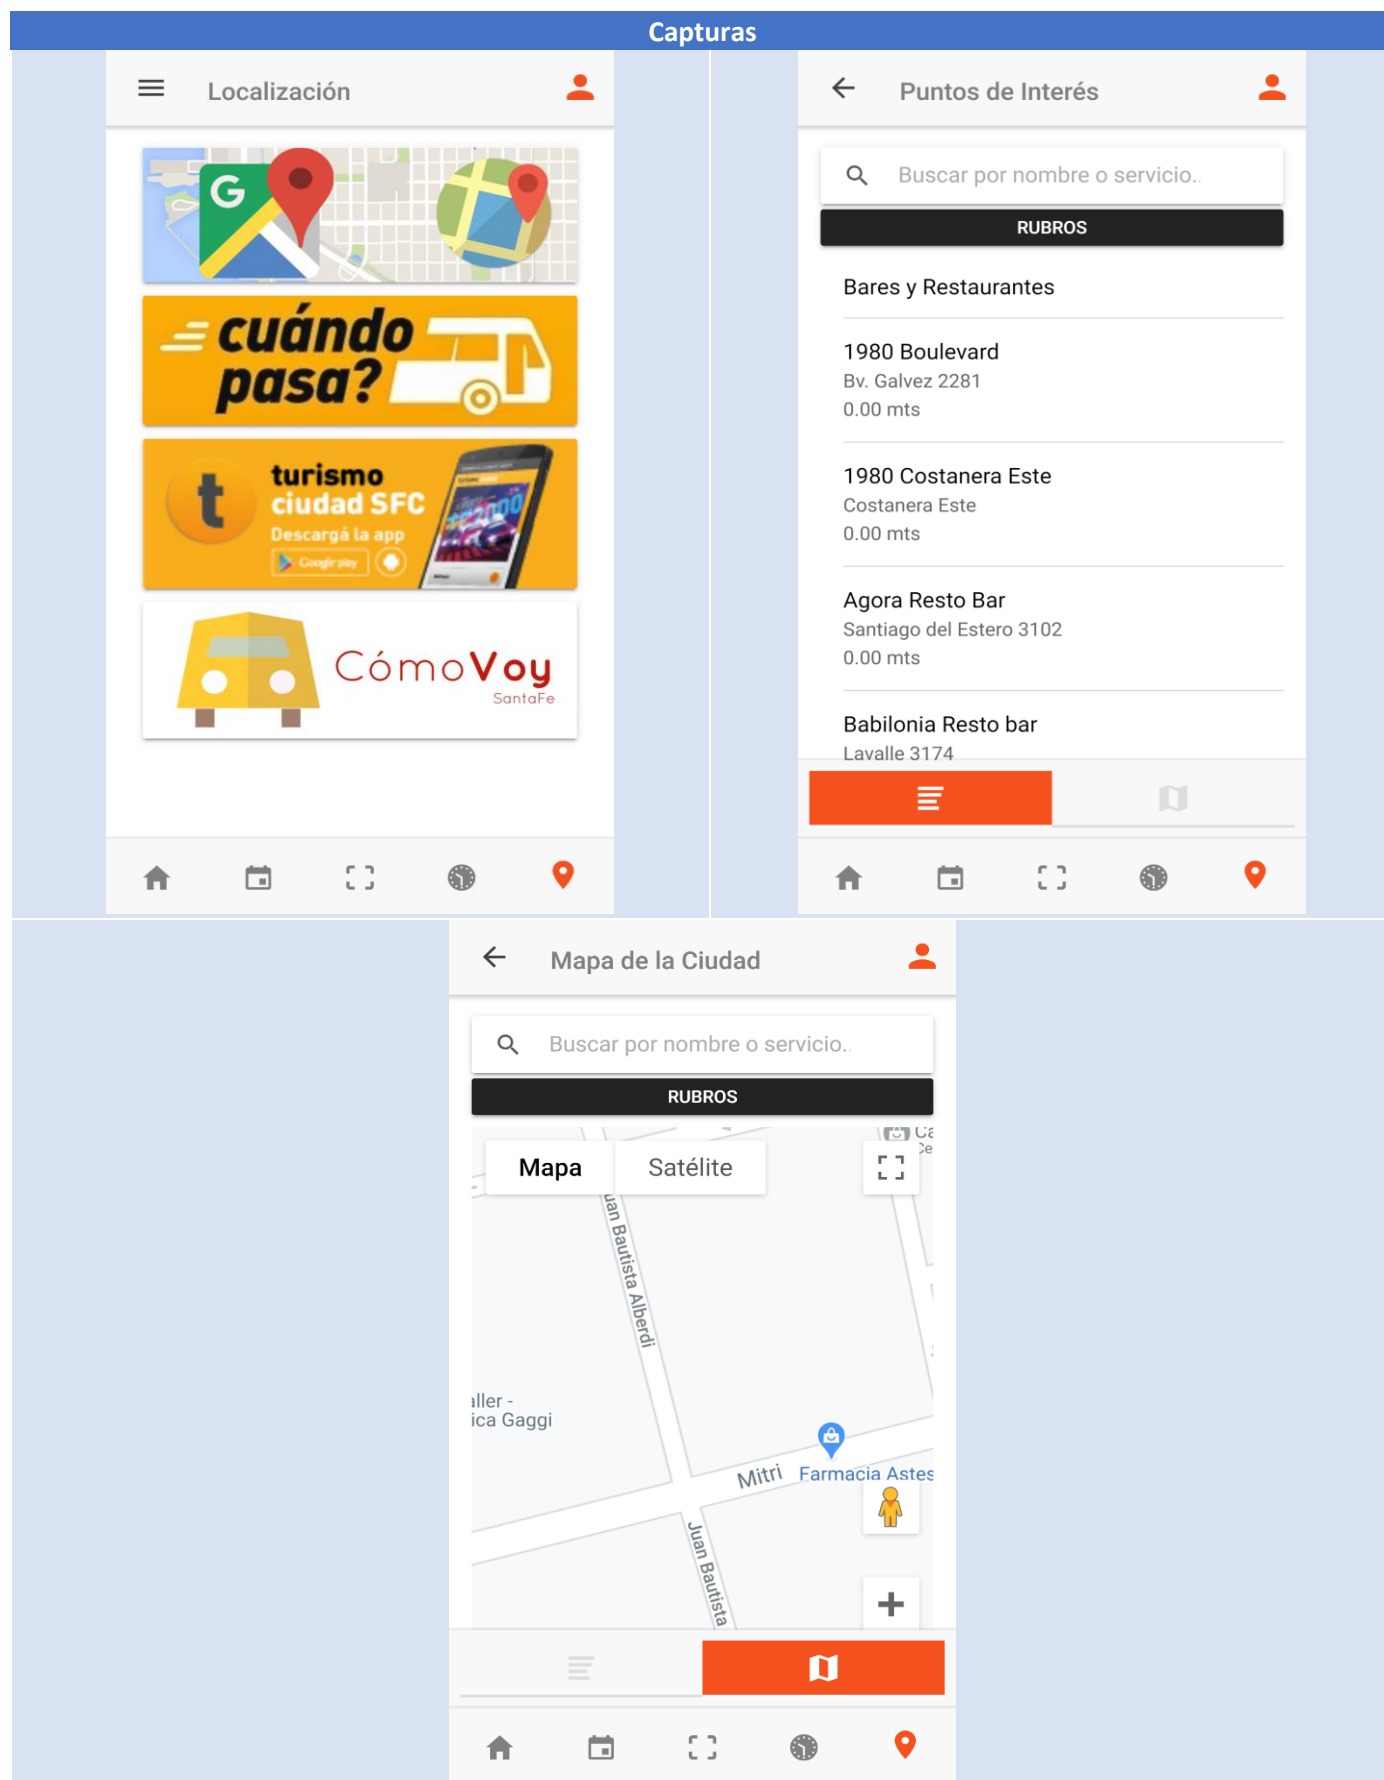 Capturas
Localización
G
cuándo
pasa?
t
turismo
ciudad SFC
Descargá la app
Google play
CómoVoy
SantaFe
Puntos de Interés
Buscar por nombre o servicio..
RUBROS
Bares y Restaurantes
1980 Boulevard
Bv. Galvez 2281
0.00 mts
1980 Costanera Este
Costanera Este
0.00 mts
Agora Resto Bar
Santiago del Estero 3102
0.00 mts
Babilonia Resto bar
Lavalle 3174
Mapa de la Ciudad
Buscar por nombre o servicio..
RUBROS
Mapa
Satélite
Ce
uan Bautista Alberdi
aller -
ica Gaggi
Mitri
Farmacia Astes
Juan Bautista